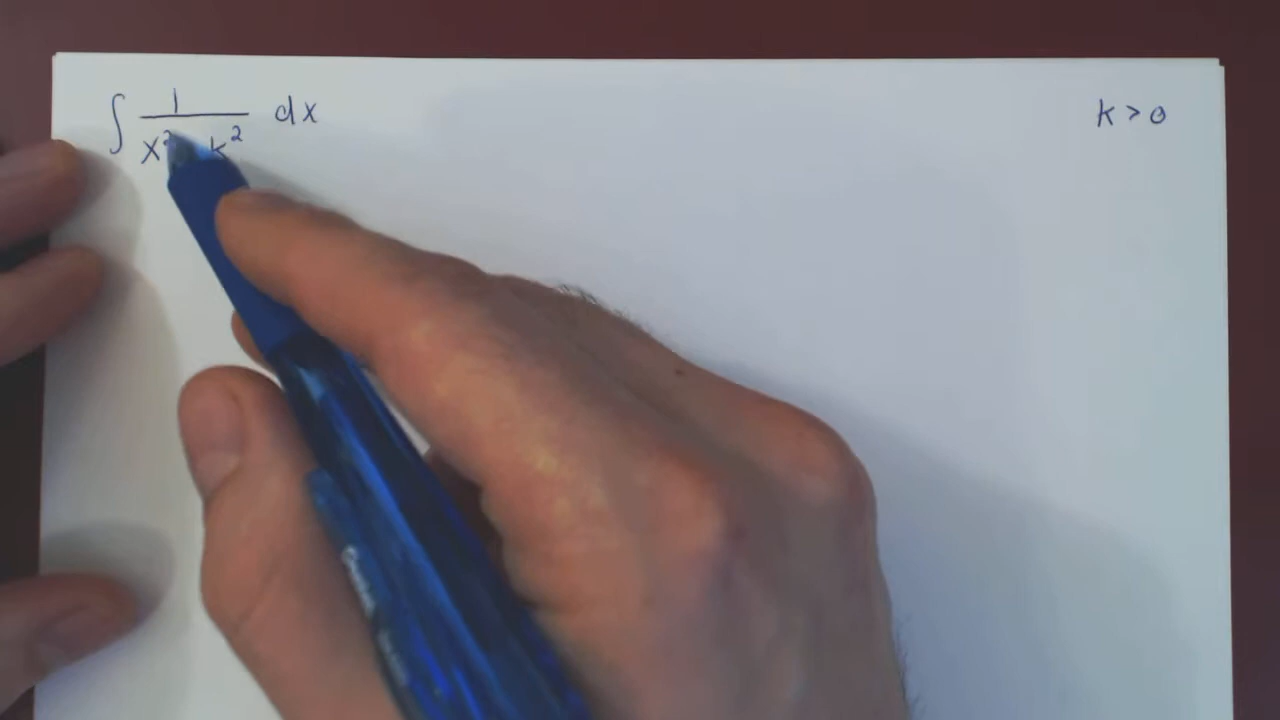 ∫ 1 / x² k² dx
k > 0